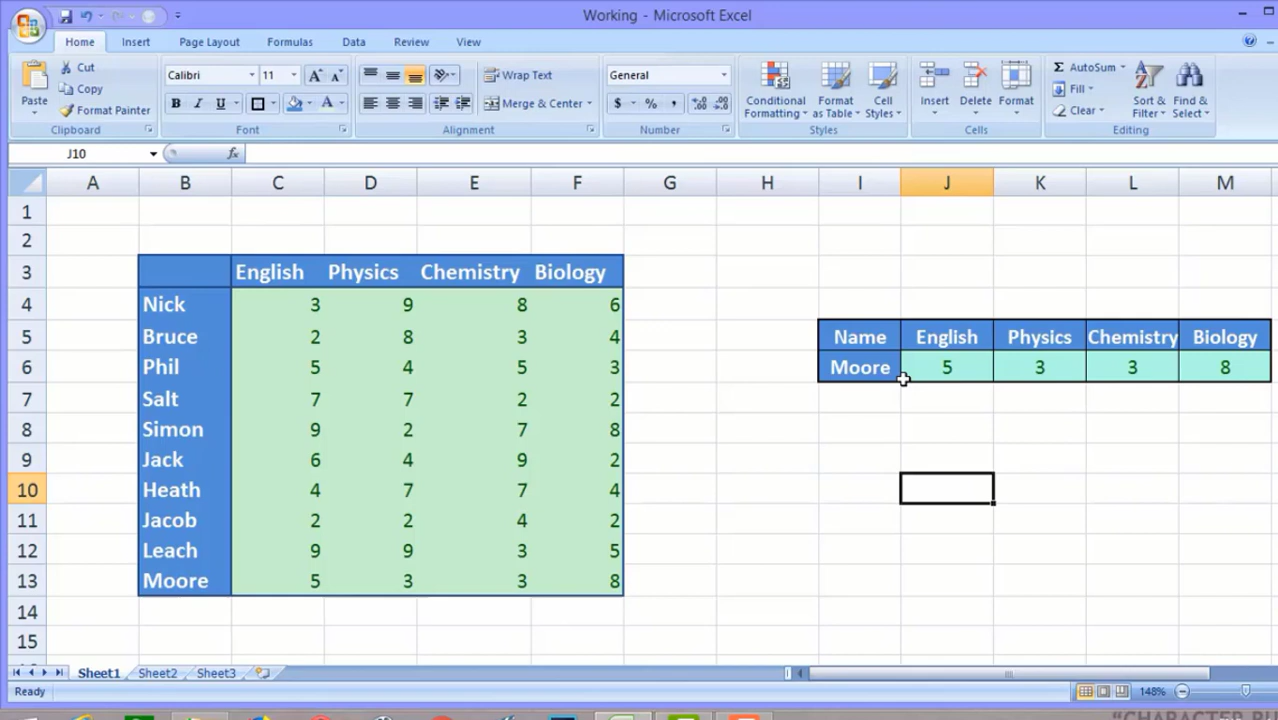 Working - Microsoft Excel
Home Insert Page Layout Formulas Data Review View
Paste Cut Copy Format Painter Clipboard
Calibri 11 B I U A Font
Wrap Text Merge & Center Alignment
General $ % , Number
Conditional Formatting Format as Table Cell Styles Styles
Insert Delete Format Cells
Σ AutoSum Fill Clear Sort & Filter Find & Select Editing
J10 fx
A B C D E F G H I J K L M
1
2
3 English Physics Chemistry Biology
4 Nick 3 9 8 6
5 Bruce 2 8 3 4 Name English Physics Chemistry Biology
6 Phil 5 4 5 3 Moore 5 3 3 8
7 Salt 7 7 2 2
8 Simon 9 2 7 8
9 Jack 6 4 9 2
10 Heath 4 7 7 4
11 Jacob 2 2 4 2
12 Leach 9 9 3 5
13 Moore 5 3 3 8
14
15
Sheet1 Sheet2 Sheet3
Ready 148%